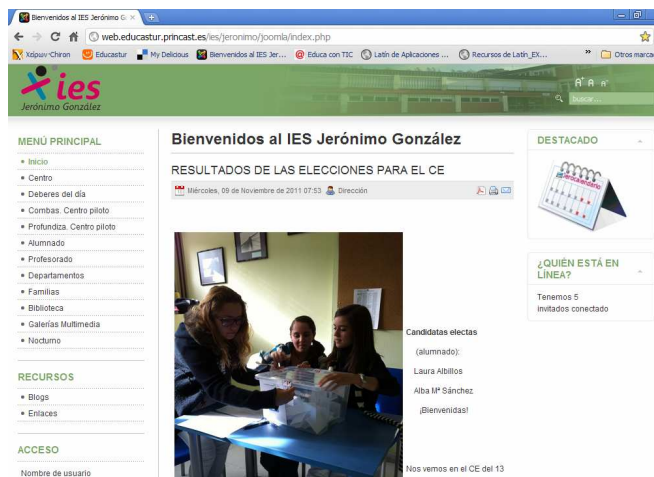 Bienvenidos al IES Jerónimo G
web.educastur.princast.es/ies/jeronimo/joomla/index.php
Χείρων-Chiron
Educastur
My Delicious
Bienvenidos al IES Jer...
Educa con TIC
Latín de Aplicaciones ...
Recursos de Latín_EX...
»
Otros marca
ies
Jerónimo González
A+ A A-
buscar...
MENÚ PRINCIPAL
Inicio
Centro
Deberes del día
Combas. Centro piloto
Profundiza. Centro piloto
Alumnado
Profesorado
Departamentos
Familias
Biblioteca
Galerías Multimedia
Nocturno
RECURSOS
Blogs
Enlaces
ACCESO
Nombre de usuario
Bienvenidos al IES Jerónimo González
RESULTADOS DE LAS ELECCIONES PARA EL CE
Miércoles, 09 de Noviembre de 2011 07:53 Dirección
Candidatas electas
(alumnado):
Laura Albillos
Alba Mª Sánchez
¡Bienvenidas!
Nos vemos en el CE del 13
DESTACADO
Jerocalendario
¿QUIÉN ESTÁ EN
LÍNEA?
Tenemos 5
invitados conectado